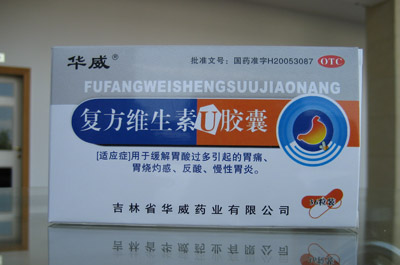 华威®
批准文号：国药准字H20053087 OTC
FUFANGWEISHENGSUUJIAONANG
复方维生素U胶囊
[适应症]用于缓解胃酸过多引起的胃痛、
胃烧灼感、反酸、慢性胃炎。
吉林省华威药业有限公司